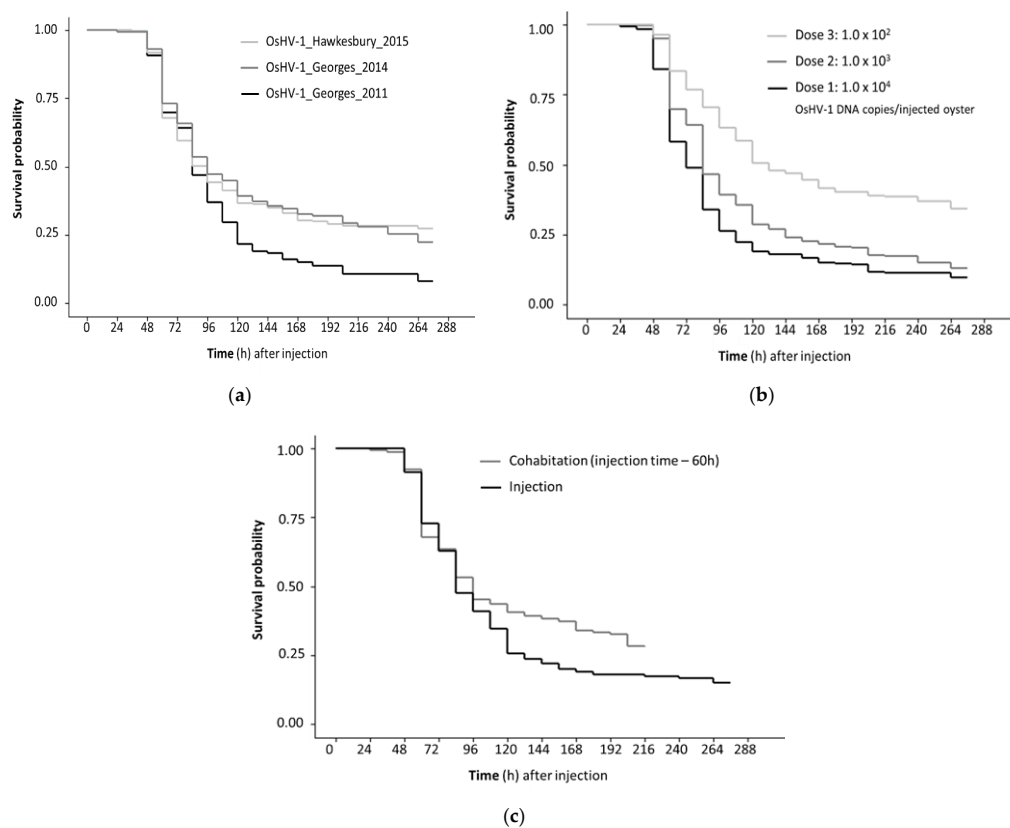 1.00
0.75
0.50
0.25
0.00
Survival probability
OsHV-1_Hawkesbury_2015
OsHV-1_Georges_2014
OsHV-1_Georges_2011
0 24 48 72 96 120 144 168 192 216 240 264 288
Time (h) after injection
(a)
1.00
0.75
0.50
0.25
0.00
Survival probability
Dose 3: 1.0 x 10²
Dose 2: 1.0 x 10³
Dose 1: 1.0 x 10⁴
OsHV-1 DNA copies/injected oyster
0 24 48 72 96 120 144 168 192 216 240 264 288
Time (h) after injection
(b)
1.00
0.75
0.50
0.25
0.00
Survival probability
Cohabitation (injection time – 60h)
Injection
0 24 48 72 96 120 144 168 192 216 240 264 288
Time (h) after injection
(c)